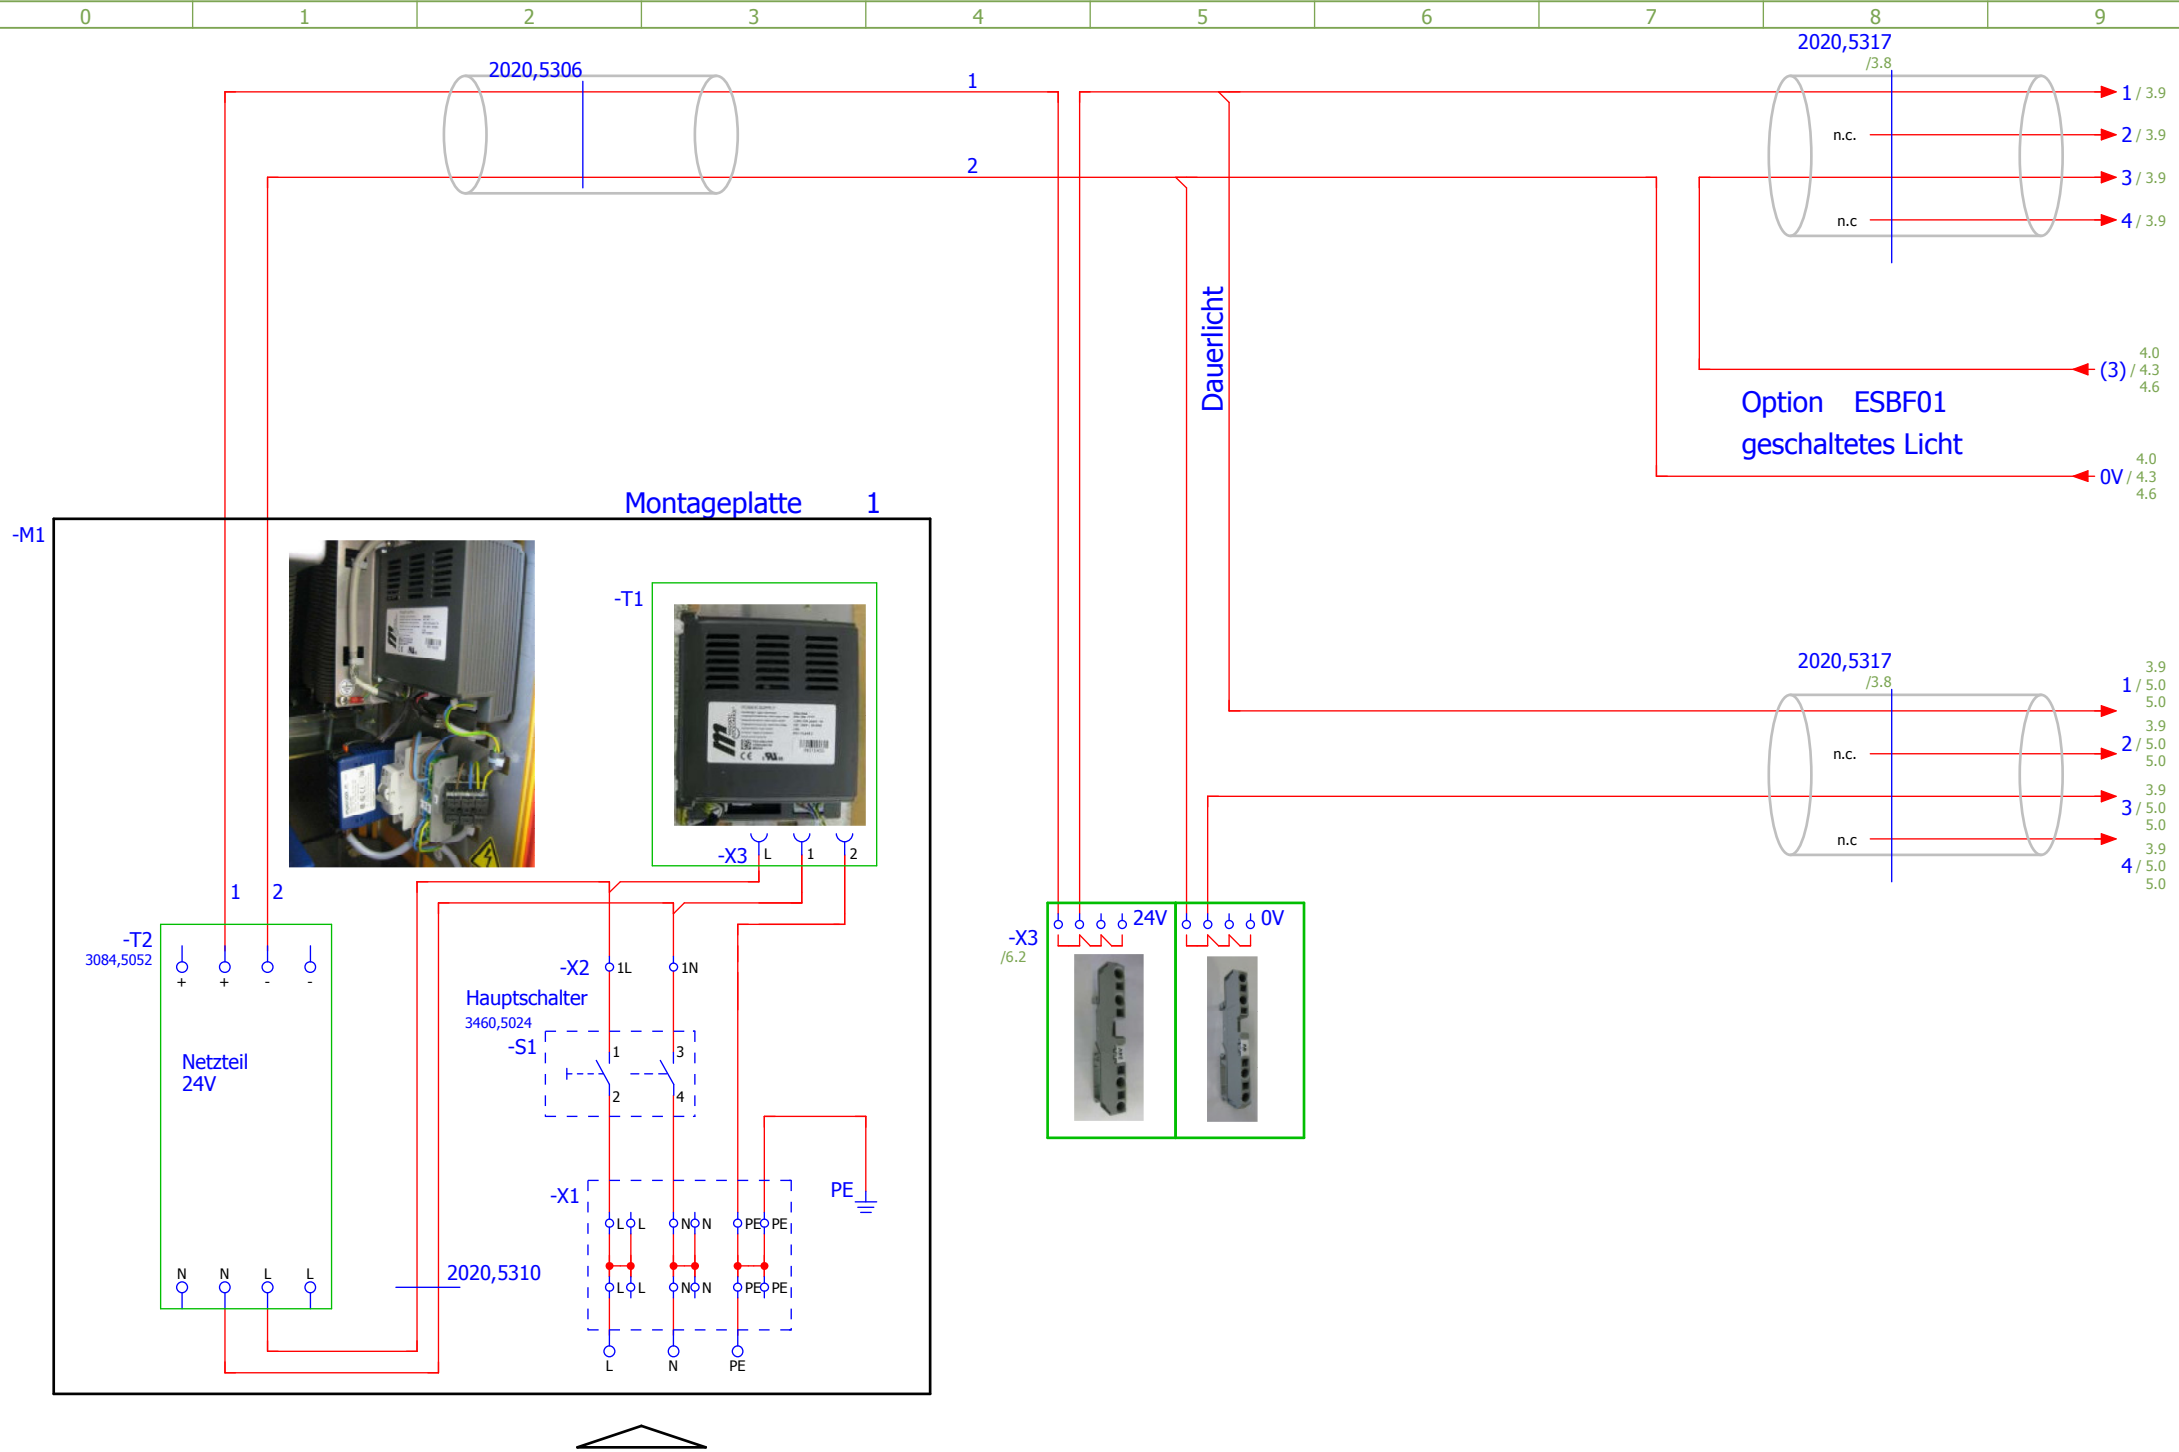 0 1 2 3 4 5 6 7 8 9
2020,5317
/3.8
2020,5306
1
1 / 3.9
n.c. 2 / 3.9
2
3 / 3.9
n.c 4 / 3.9
Dauerlicht
4.0
(3) / 4.3
4.6
Option ESBF01
geschaltetes Licht
4.0
0V / 4.3
4.6
Montageplatte 1
-M1
-T1
POWER SUPPLY
-X3 L 1 2
2020,5317
/3.8
3.9
1 / 5.0
5.0
3.9
n.c. 2 / 5.0
5.0
3.9
3 / 5.0
5.0
n.c 3.9
4 / 5.0
5.0
1 2
-T2
3084,5052
+ + - -
Netzteil
24V
N N L L
2020,5310
-X2 1L 1N
Hauptschalter
3460,5024
-S1 1 3
2 4
-X1
PE
L L N N PE PE
L L N N PE PE
L N PE
-X3 24V 0V
/6.2